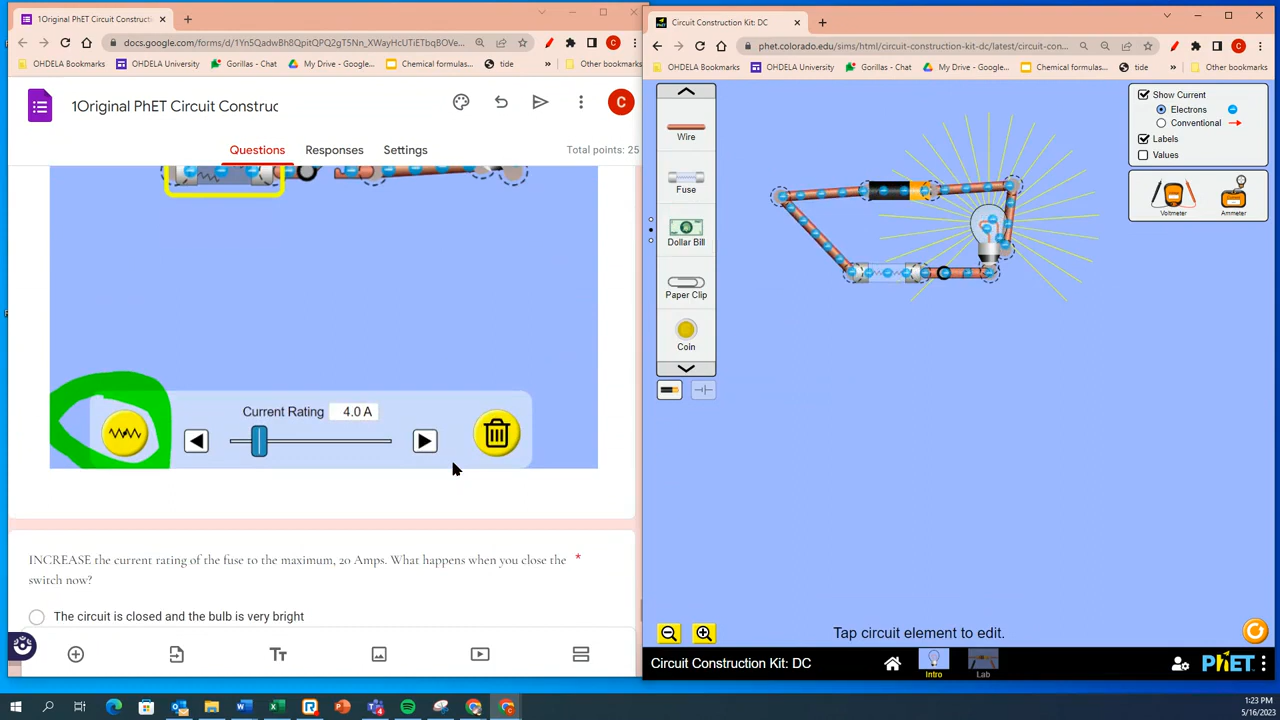 1Original PhET Circuit Constructi
docs.google.com/forms/d/1Yn5QadwBh8QpitQPQ2gT5Nn_XWayHcUTiETbqBOVe...
OHDELA Bookmarks
OHDELA University
Gorillas - Chat
My Drive - Google...
Chemical formulas...
tide
»
Other bookmarks
1Original PhET Circuit Construc
C
Questions
Responses
Settings
Total points: 25
Current Rating
4.0 A
INCREASE the current rating of the fuse to the maximum, 20 Amps. What happens when you close the *
switch now?
The circuit is closed and the bulb is very bright
Tt
Circuit Construction Kit: DC
phet.colorado.edu/sims/html/circuit-construction-kit-dc/latest/circuit-con...
OHDELA Bookmarks
OHDELA University
Gorillas - Chat
My Drive - Google...
Chemical formulas...
tide
»
Other bookmarks
Wire
Fuse
Dollar Bill
Paper Clip
Coin
Show Current
Electrons
Conventional
Labels
Values
Voltmeter
Ammeter
Tap circuit element to edit.
Circuit Construction Kit: DC
Intro
Lab
PhET
1:23 PM
5/16/2023